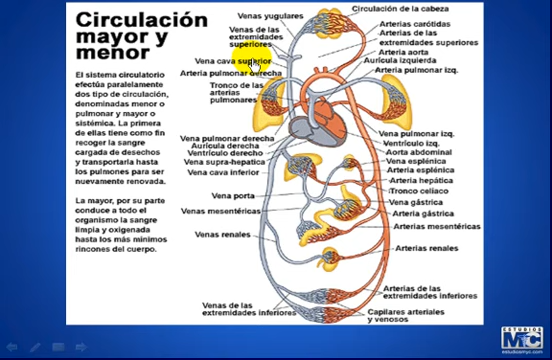 Circulación
mayor y
menor
El sistema circulatorio
efectúa paralelamente
dos tipo de circulación,
denominadas menor o
pulmonar y mayor o
sistémica. La primera
de ellas tiene como fin
recoger la sangre
cargada de desechos
y transportarla hasta
los pulmones para ser
nuevamente renovada.
La mayor, por su parte
conduce a todo el
organismo la sangre
limpia y oxigenada
hasta los más mínimos
rincones del cuerpo.
Venas yugulares
Venas de las
extremidades
superiores
Vena cava superior
Arteria pulmonar derecha
Tronco de las
arterias
pulmonares
Vena pulmonar derecha
Aurícula derecha
Ventrículo derecho
Vena supra-hepatica
Vena cava inferior
Vena porta
Venas mesentéricas
Venas renales
Venas de las
extremidades inferiores
Circulación de la cabeza
Arterias carótidas
Arterias de las
extremidades superiores
Arteria aorta
Aurícula izquierda
Arteria pulmonar izq.
Vena pulmonar izq.
Ventrículo izq.
Aorta abdominal
Vena esplénica
Arteria esplénica
Arteria hepática
Tronco celíaco
Vena gástrica
Arteria gástrica
Arterias mesentéricas
Arterias renales
Arterias de las
extremidades inferiores
Capilares arteriales
y venosos
ESTUDIOS
MyC
estudiosmyc.com